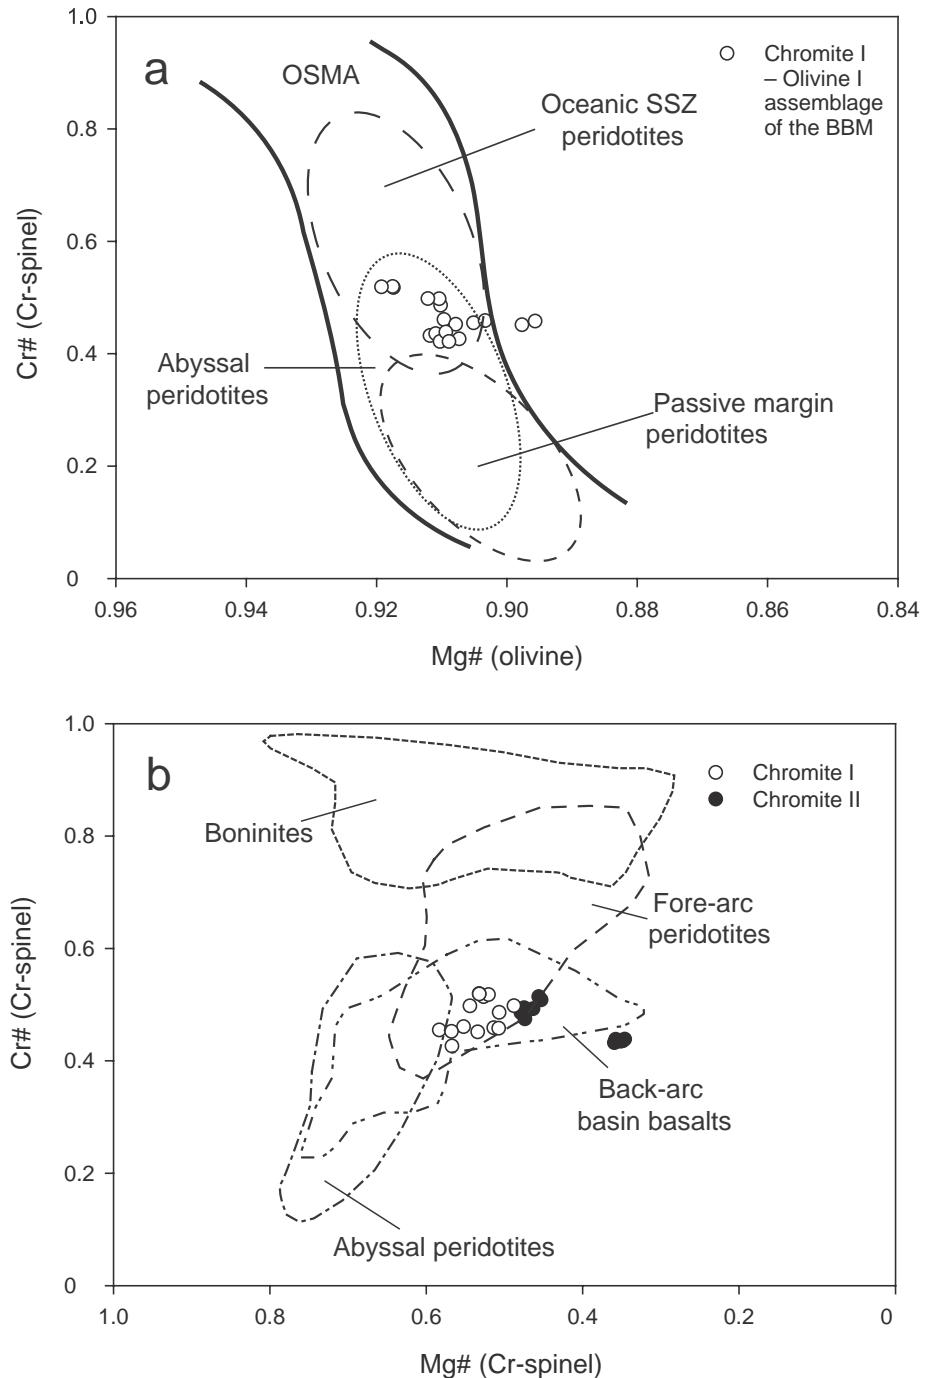 a
OSMA
Oceanic SSZ
peridotites
Chromite I
– Olivine I
assemblage
of the BBM
Abyssal
peridotites
Passive margin
peridotites
Cr# (Cr-spinel)
1.0
0.8
0.6
0.4
0.2
0
0.96
0.94
0.92
0.90
0.88
0.86
0.84
Mg# (olivine)
b
Chromite I
Chromite II
Boninites
Fore-arc
peridotites
Back-arc
basin basalts
Abyssal peridotites
Cr# (Cr-spinel)
1.0
0.8
0.6
0.4
0.2
0
1.0
0.8
0.6
0.4
0.2
0
Mg# (Cr-spinel)